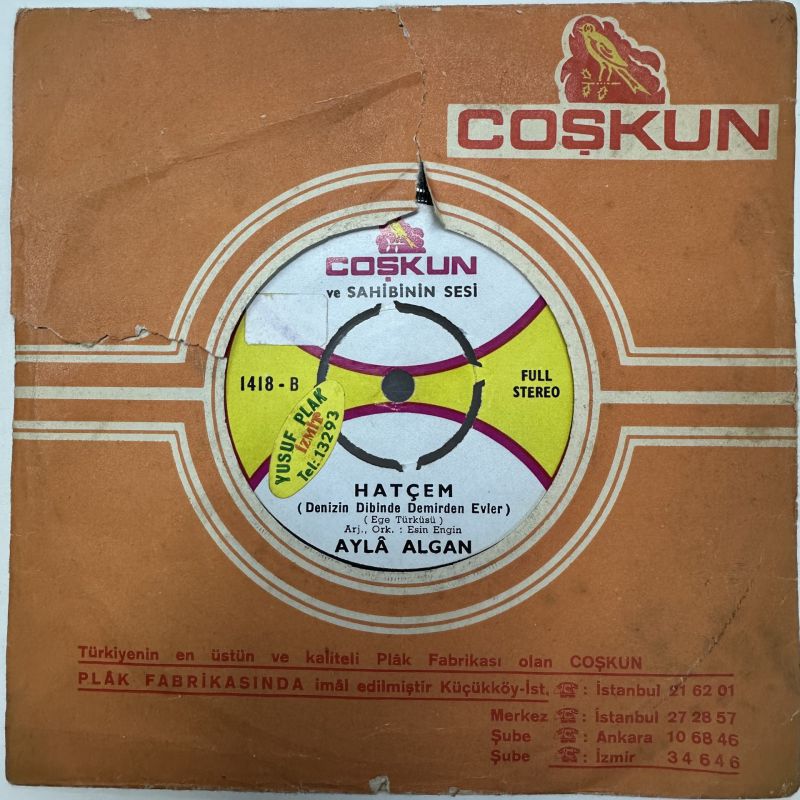 COŞKUN
COŞKUN
ve SAHİBİNİN SESİ
1418 - B
FULL
STEREO
YUSUF PLAK
İZMİT
Tel: 13293
HATÇEM
(Denizin Dibinde Demirden Evler)
(Ege Türküsü)
Arj., Ork. : Esin Engin
AYLÂ ALGAN
Türkiyenin en üstün ve kaliteli Plâk Fabrikası olan COŞKUN
PLÂK FABRİKASINDA imâl edilmiştir Küçükköy-İst. ☎ : İstanbul 21 62 01
Merkez ☎ : İstanbul 27 28 57
Şube ☎ : Ankara 10 68 46
Şube ☎ : İzmir 3 4 6 4 6